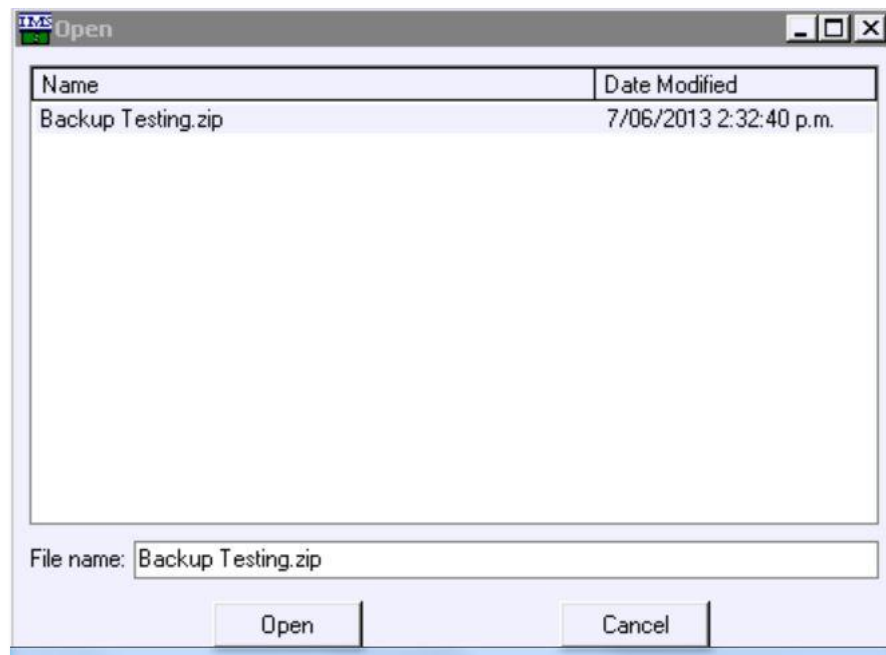 IMS Open
Name Date Modified
Backup Testing.zip 7/06/2013 2:32:40 p.m.
File name: Backup Testing.zip
Open Cancel